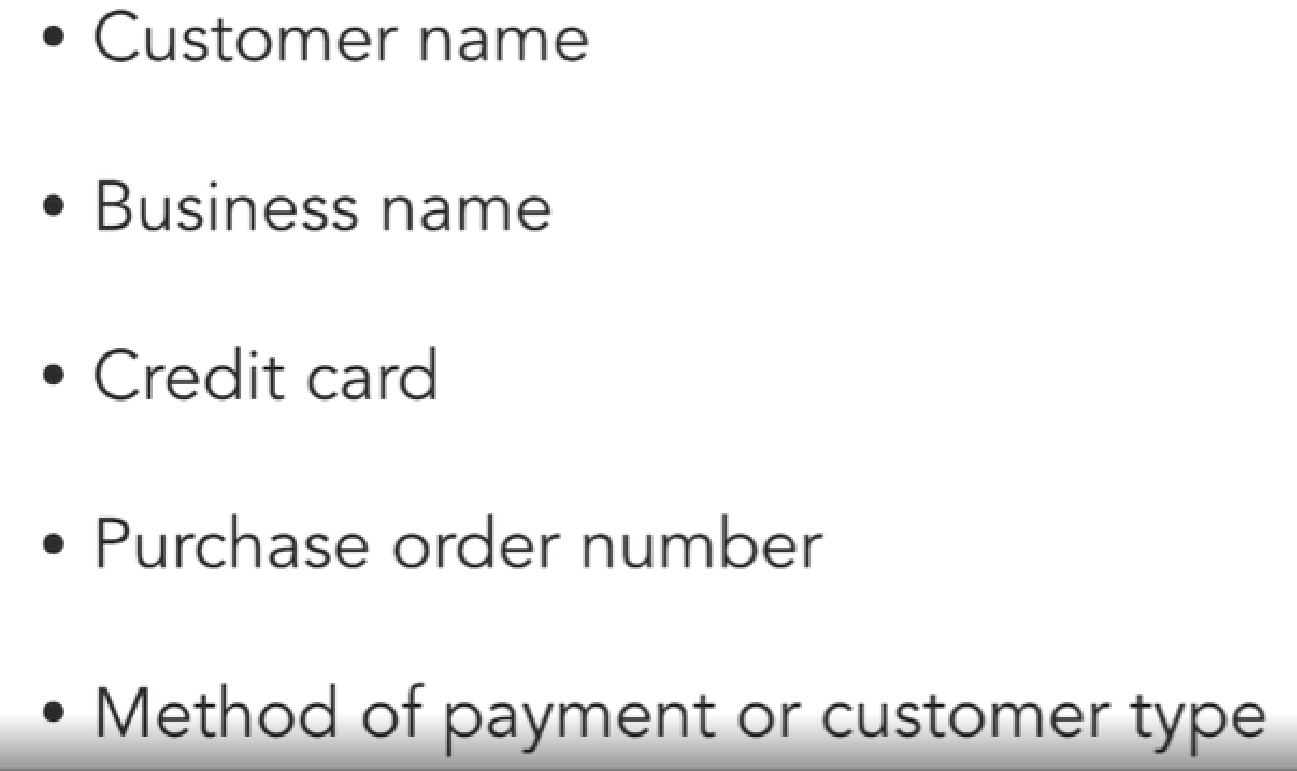 • Customer name
• Business name
• Credit card
• Purchase order number
• Method of payment or customer type